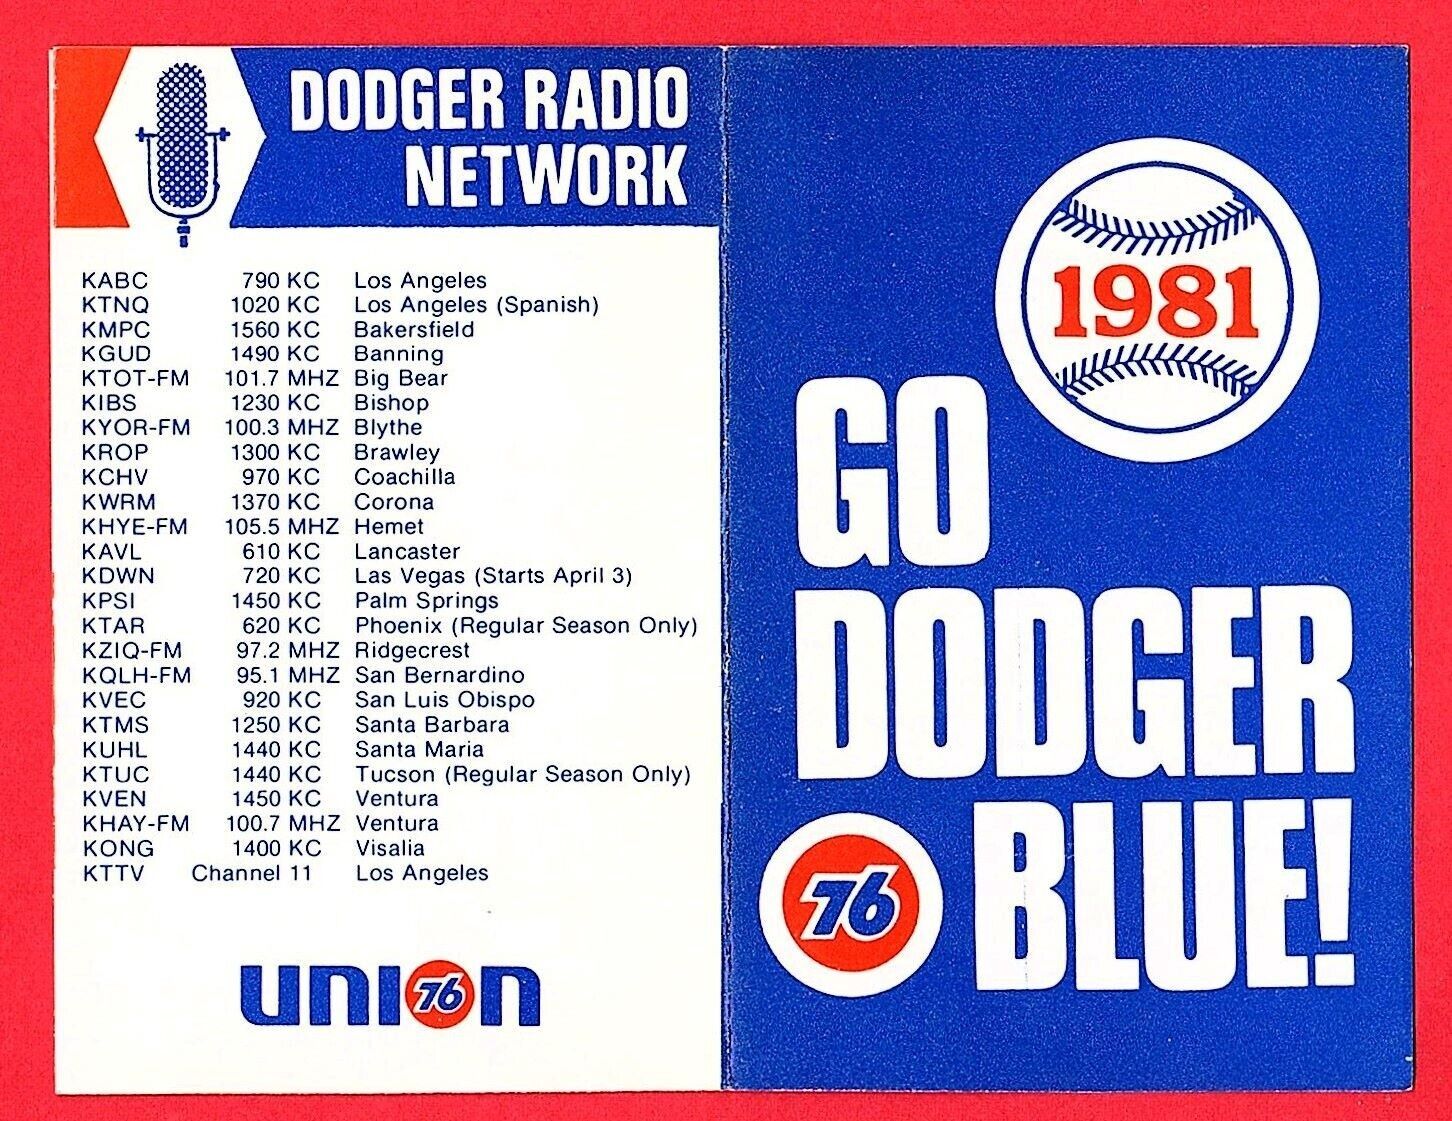 DODGER RADIO
NETWORK
KABC 790 KC Los Angeles
KTNQ 1020 KC Los Angeles (Spanish)
KMPC 1560 KC Bakersfield
KGUD 1490 KC Banning
KTOT-FM 101.7 MHZ Big Bear
KIBS 1230 KC Bishop
KYOR-FM 100.3 MHZ Blythe
KROP 1300 KC Brawley
KCHV 970 KC Coachilla
KWRM 1370 KC Corona
KHYE-FM 105.5 MHZ Hemet
KAVL 610 KC Lancaster
KDWN 720 KC Las Vegas (Starts April 3)
KPSI 1450 KC Palm Springs
KTAR 620 KC Phoenix (Regular Season Only)
KZIQ-FM 97.2 MHZ Ridgecrest
KQLH-FM 95.1 MHZ San Bernardino
KVEC 920 KC San Luis Obispo
KTMS 1250 KC Santa Barbara
KUHL 1440 KC Santa Maria
KTUC 1440 KC Tucson (Regular Season Only)
KVEN 1450 KC Ventura
KHAY-FM 100.7 MHZ Ventura
KONG 1400 KC Visalia
KTTV Channel 11 Los Angeles
uni76n
1981
GO
DODGER
BLUE!
76